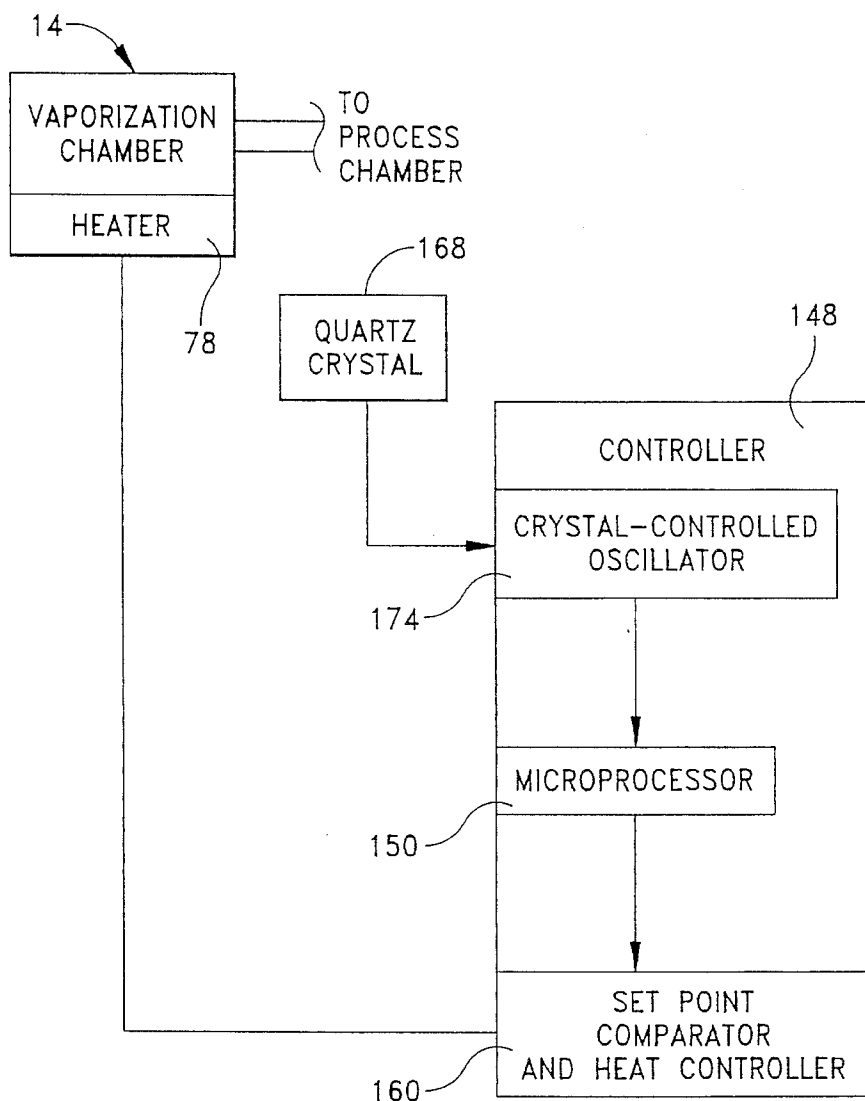 14
VAPORIZATION
CHAMBER
TO
PROCESS
CHAMBER
HEATER
78
168
QUARTZ
CRYSTAL
148
CONTROLLER
CRYSTAL-CONTROLLED
OSCILLATOR
174
MICROPROCESSOR
150
SET POINT
COMPARATOR
AND HEAT CONTROLLER
160